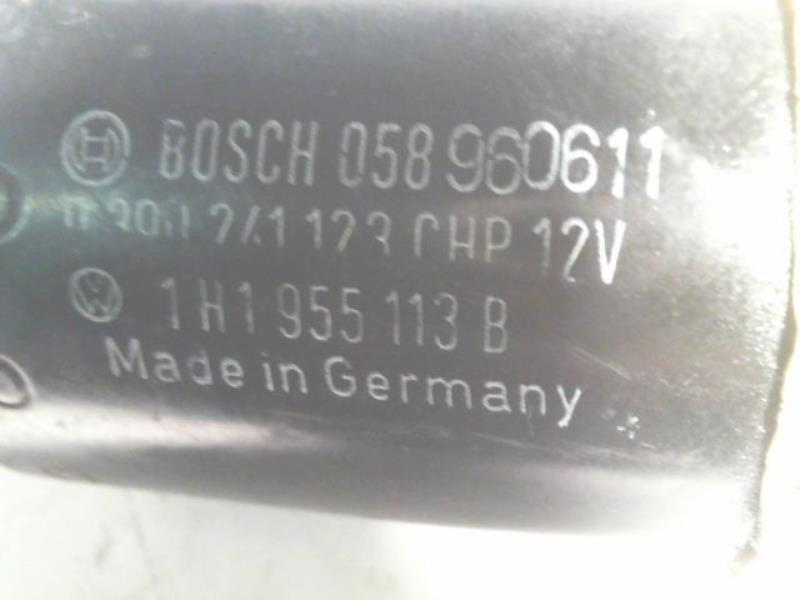 BOSCH 058 960611
241 123 CHP 12V
1H1 955 113 B
Made in Germany